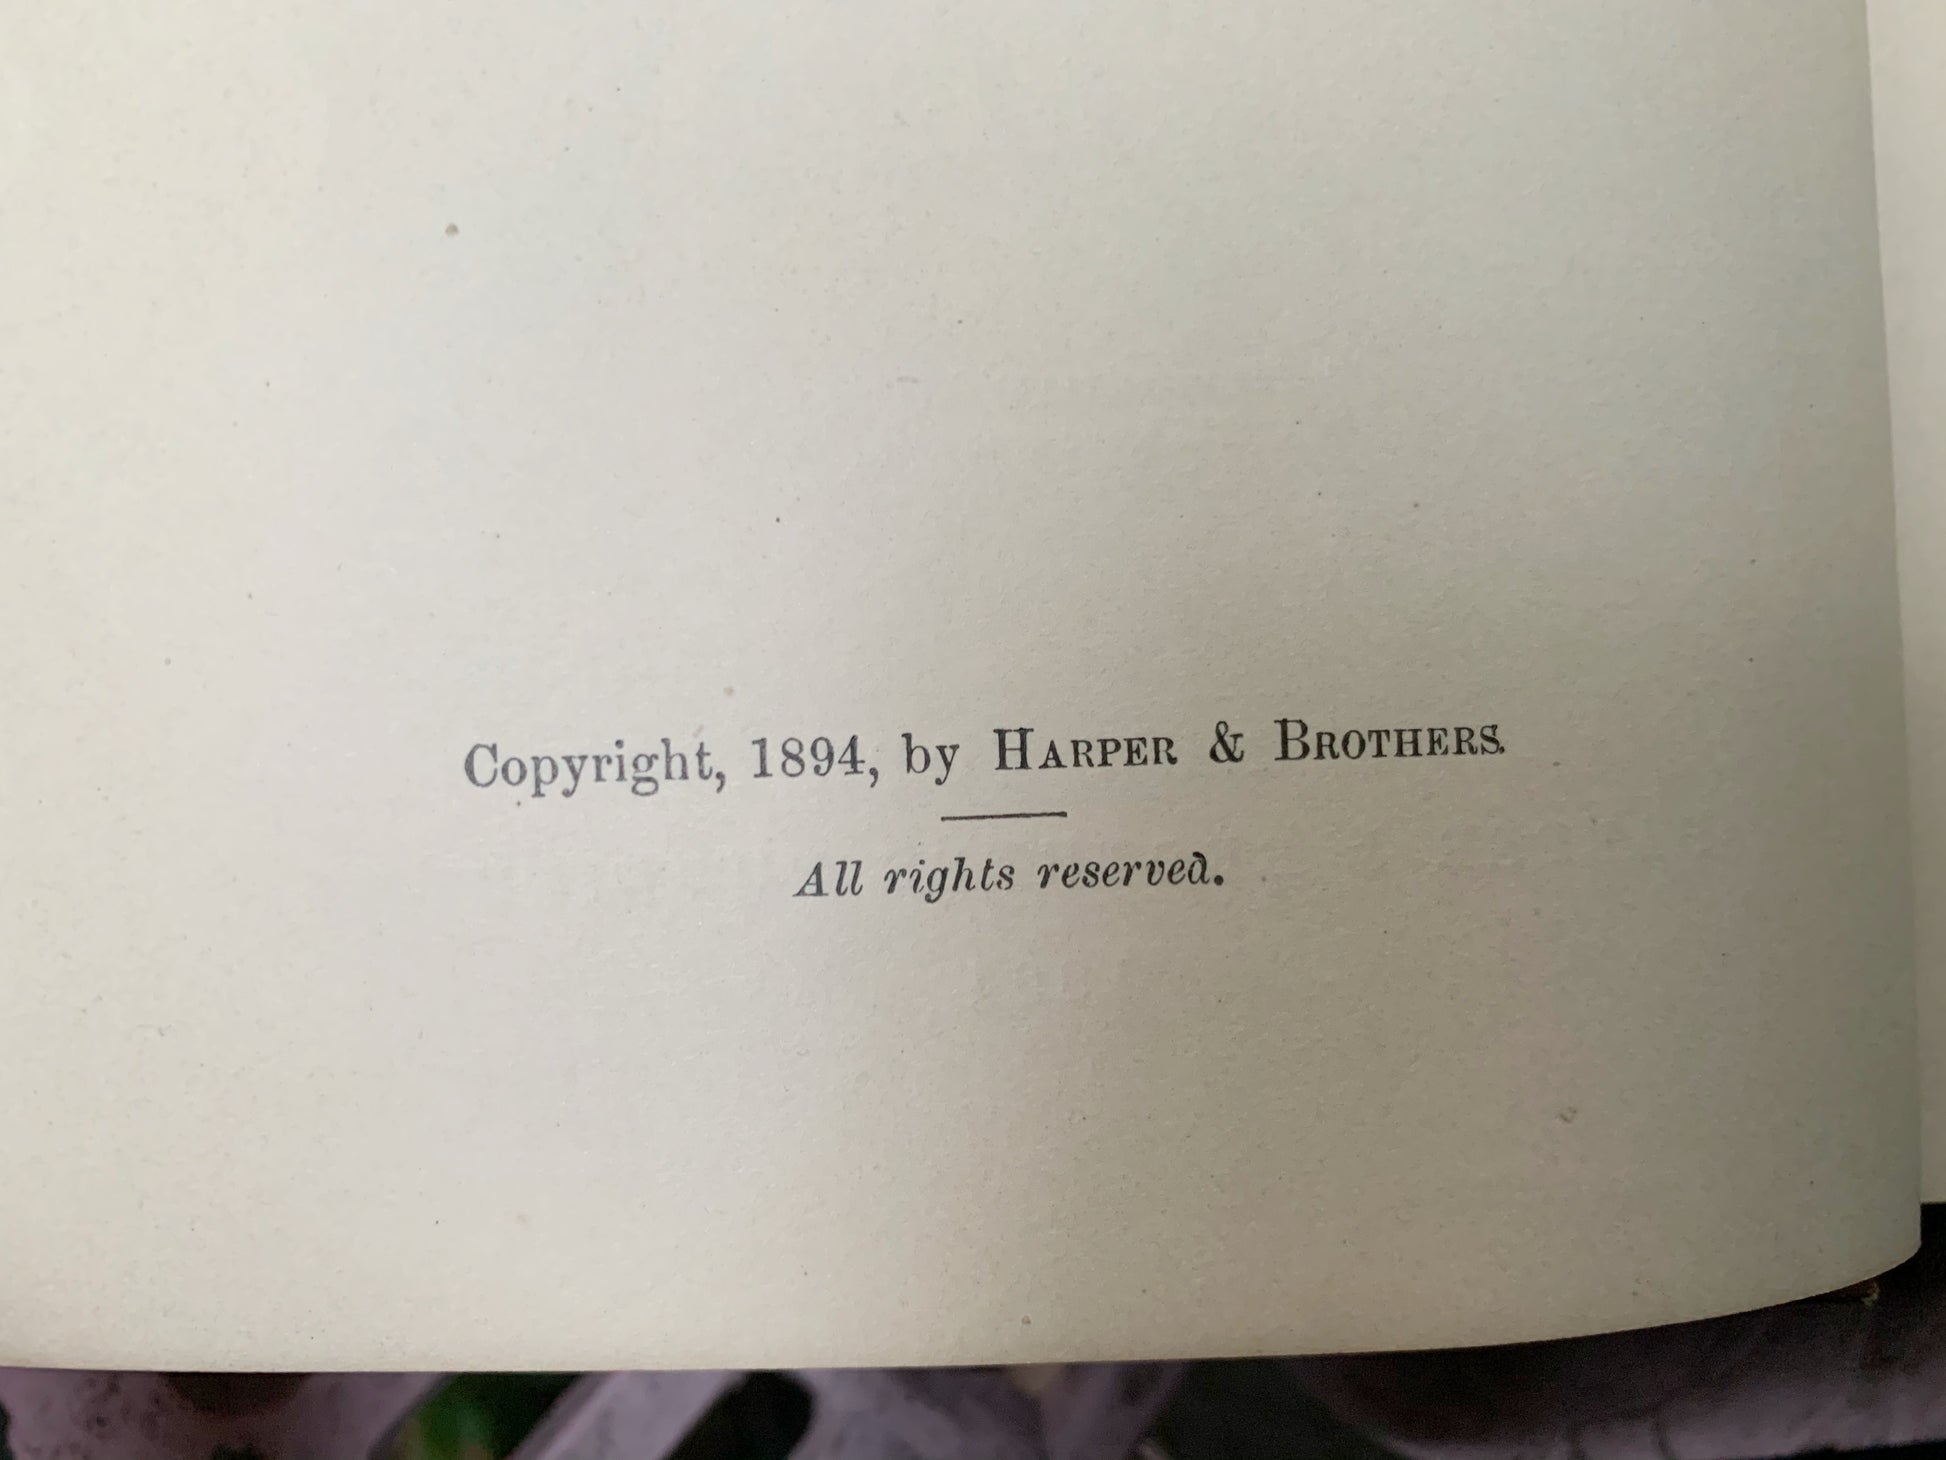 Copyright, 1894, by HARPER & BROTHERS.
All rights reserved.